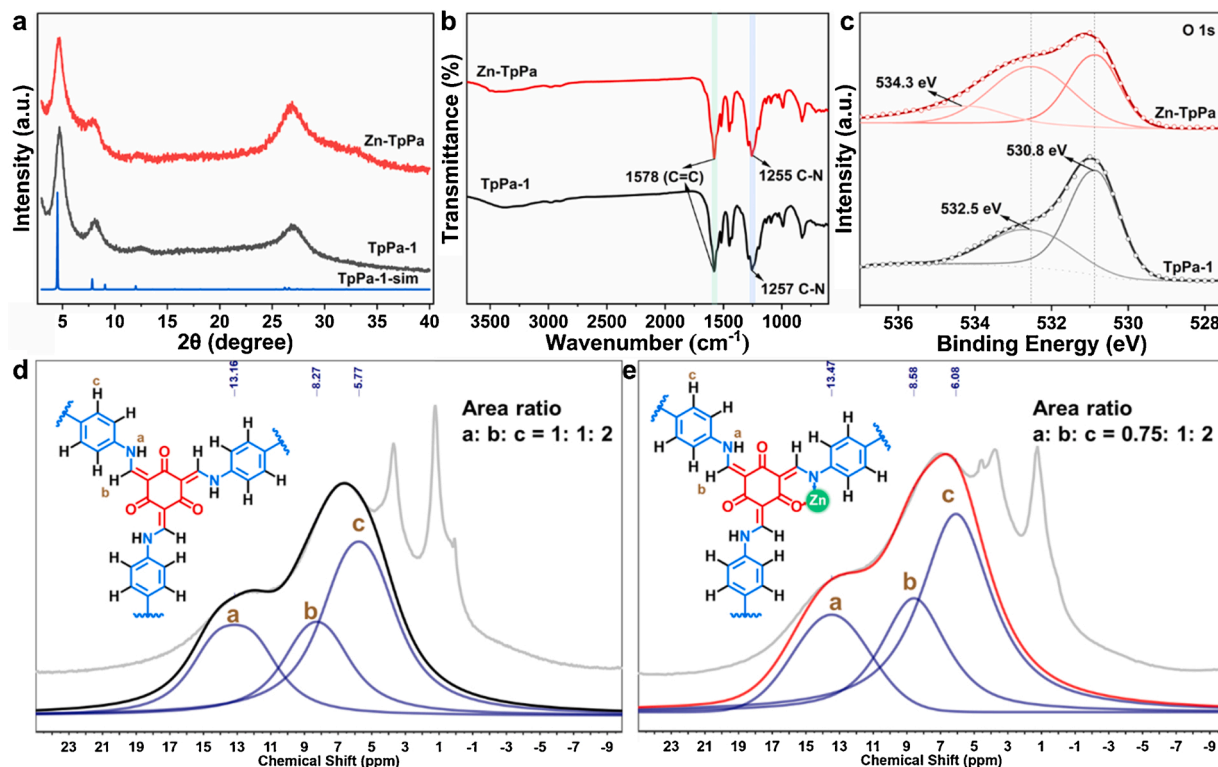 a
Intensity (a.u.)
Zn-TpPa
TpPa-1
TpPa-1-sim
5 10 15 20 25 30 35 40
2θ (degree)
b
Transmittance (%)
Zn-TpPa
1578 (C=C)
1255 C-N
TpPa-1
1257 C-N
3500 3000 2500 2000 1500 1000
Wavenumber (cm⁻¹)
c
Intensity (a.u.)
O 1s
534.3 eV
Zn-TpPa
530.8 eV
532.5 eV
TpPa-1
536 534 532 530 528
Binding Energy (eV)
d
-13.16
-8.27
-5.77
Area ratio
a: b: c = 1: 1: 2
c
H
H H
H H
NH a
H
b
O
O O
H
N
H
H H
H H
H
HN
H H
H H
a
b
c
23 21 19 17 15 13 11 9 7 5 3 1 -1 -3 -5 -7 -9
Chemical Shift (ppm)
e
-13.47
-8.58
-6.08
Area ratio
a: b: c = 0.75: 1: 2
c
H
H H
H H
NH a
H
b
O
O O
Zn
H
N
H H
H H
H
HN
H H
H H
a
b
c
23 21 19 17 15 13 11 9 7 5 3 1 -1 -3 -5 -7 -9
Chemical Shift (ppm)